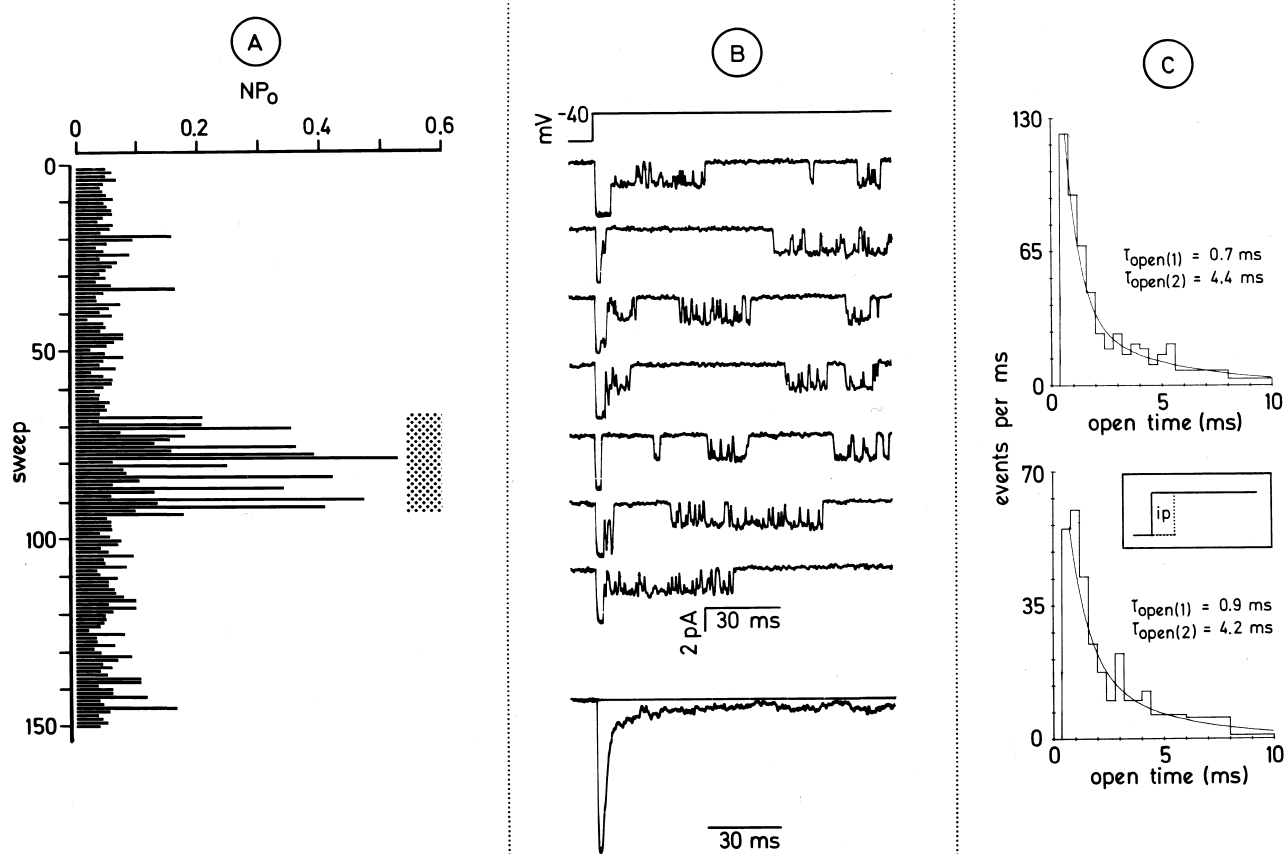 A
NPo
0 0.2 0.4 0.6
0
50
100
150
sweep
B
mV -40
2 pA
30 ms
30 ms
C
events per ms
130
65
0
τopen(1) = 0.7 ms
τopen(2) = 4.4 ms
0 5 10
open time (ms)
70
35
0
ip
τopen(1) = 0.9 ms
τopen(2) = 4.2 ms
0 5 10
open time (ms)